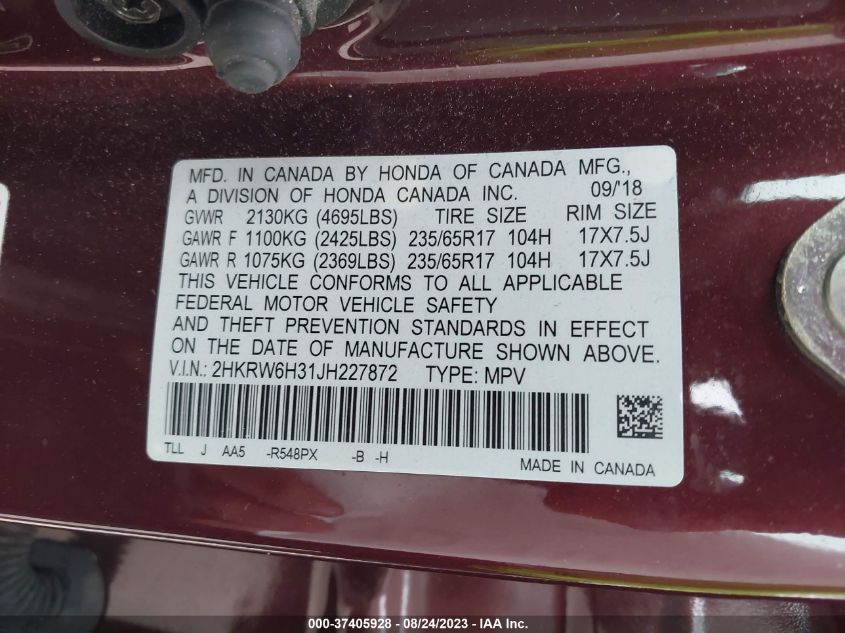 MFD. IN CANADA BY HONDA OF CANADA MFG.,
A DIVISION OF HONDA CANADA INC. 09/'18
GVWR 2130KG (4695LBS) TIRE SIZE RIM SIZE
GAWR F 1100KG (2425LBS) 235/65R17 104H 17X7.5J
GAWR R 1075KG (2369LBS) 235/65R17 104H 17X7.5J
THIS VEHICLE CONFORMS TO ALL APPLICABLE
FEDERAL MOTOR VEHICLE SAFETY
AND THEFT PREVENTION STANDARDS IN EFFECT
ON THE DATE OF MANUFACTURE SHOWN ABOVE.
V.I.N.: 2HKRW6H31JH227872 TYPE: MPV
TLL J AA5 -R548PX -B -H
MADE IN CANADA
000-37405928 - 08/24/2023 - IAA Inc.